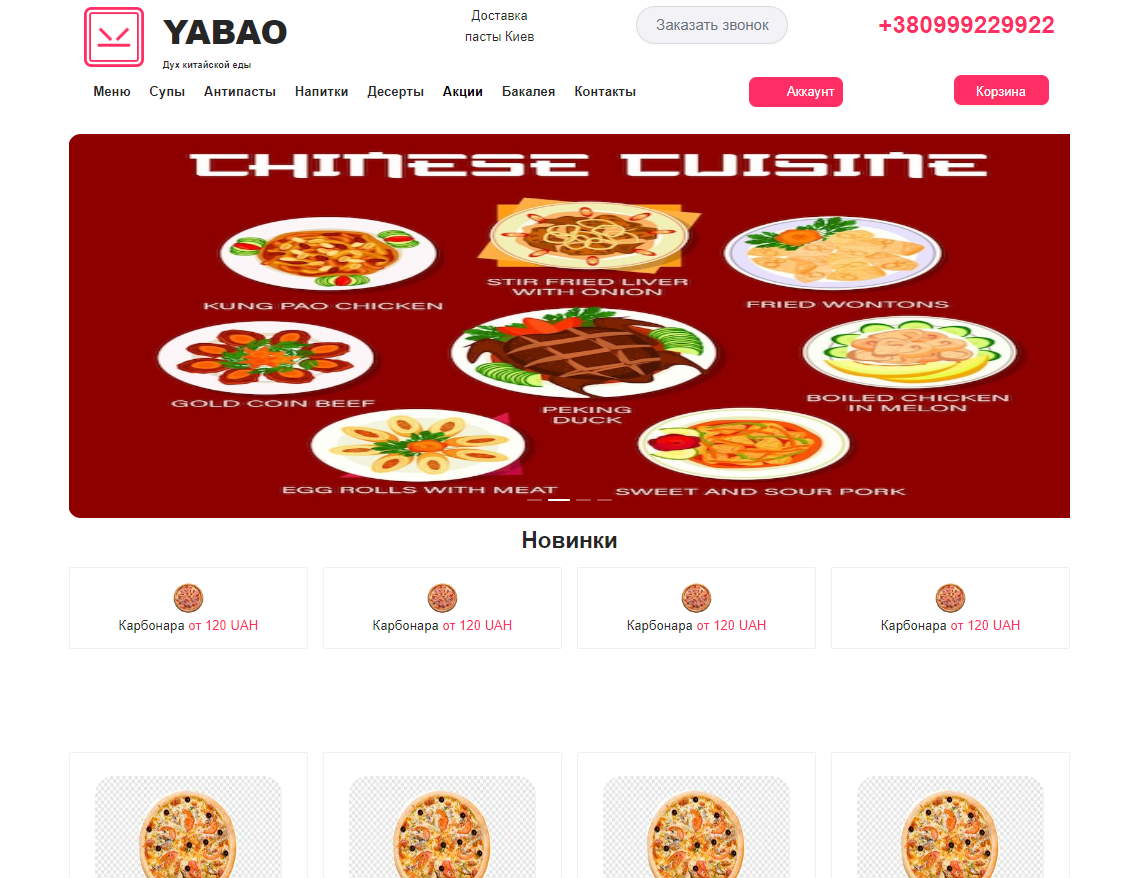 YABAO
Дух китайской еды
Доставка
пасты Киев
Заказать звонок
+380999229922
Меню Супы Антипасты Напитки Десерты Акции Бакалея Контакты
Аккаунт
Корзина
CHINESE CUISINE
KUNG PAO CHICKEN
STIR FRIED LIVER
WITH ONION
FRIED WONTONS
GOLD COIN BEEF
PEKING
DUCK
BOILED CHICKEN
IN MELON
EGG ROLLS WITH MEAT
SWEET AND SOUR PORK
Новинки
Карбонара от 120 UAH
Карбонара от 120 UAH
Карбонара от 120 UAH
Карбонара от 120 UAH